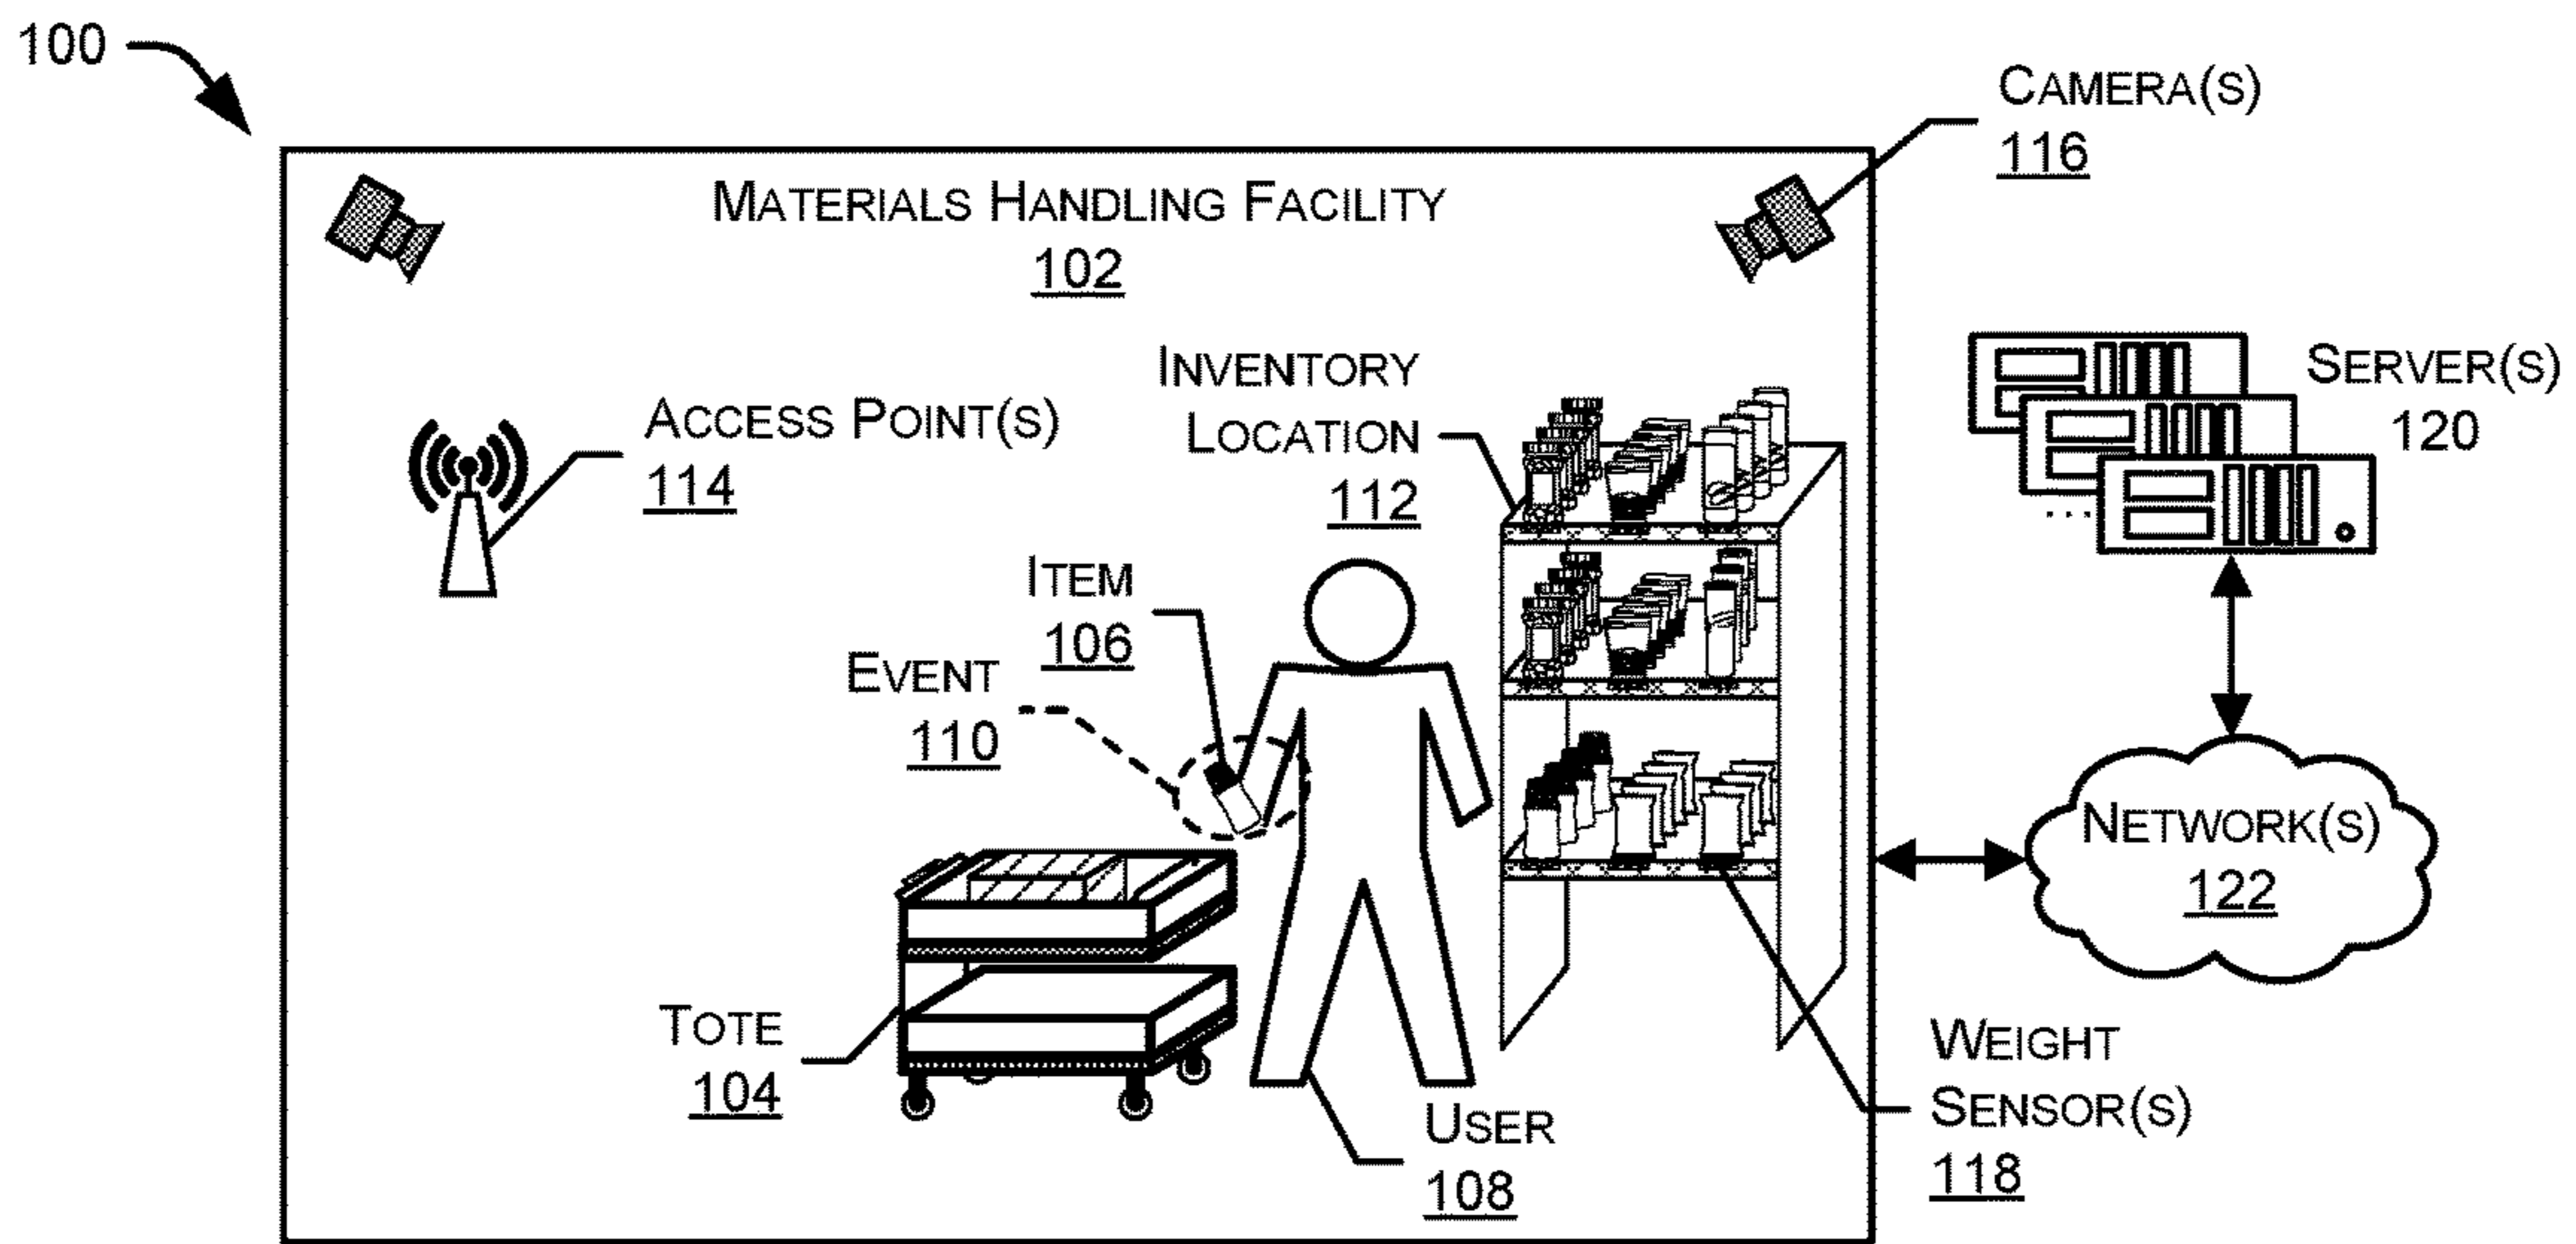 100
CAMERA(S)
116
MATERIALS HANDLING FACILITY
102
INVENTORY
LOCATION
112
SERVER(S)
120
ACCESS POINT(S)
114
ITEM
106
EVENT
110
NETWORK(S)
122
TOTE
104
USER
108
WEIGHT
SENSOR(S)
118